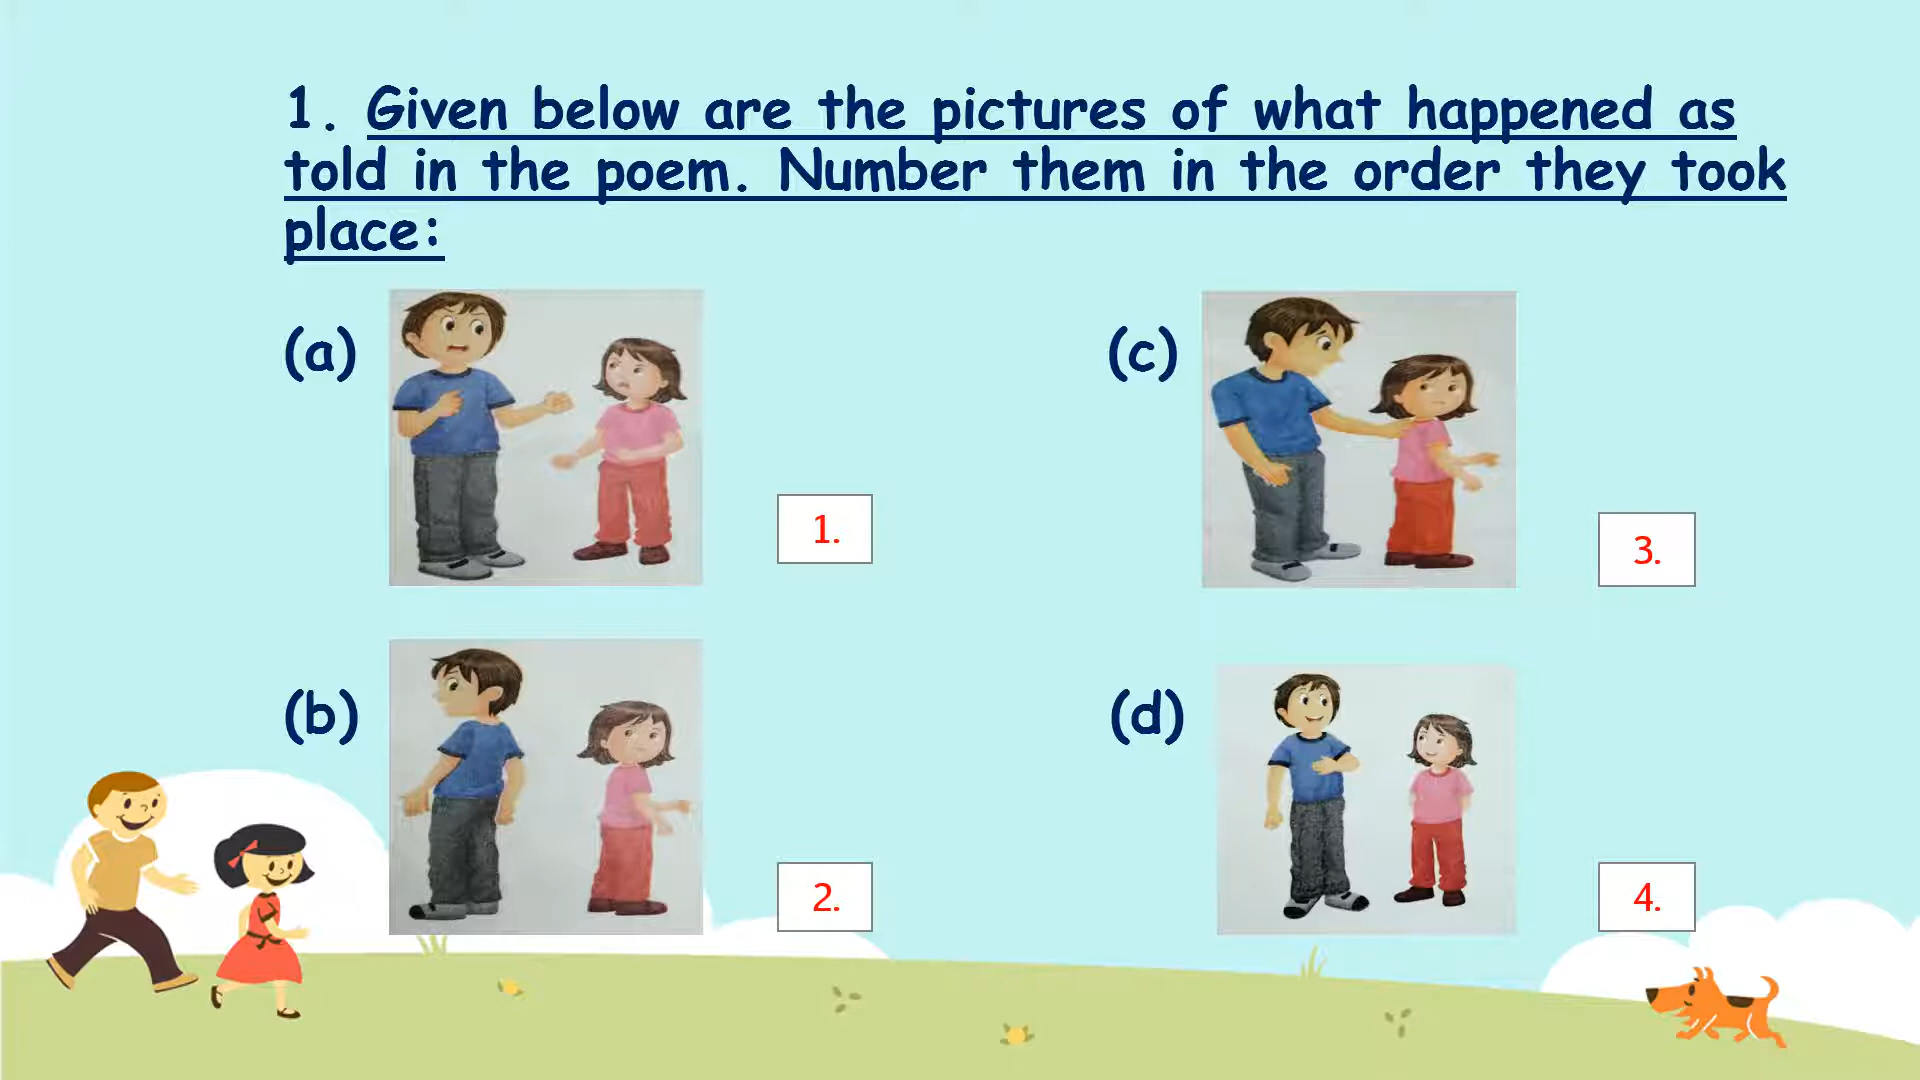 1. Given below are the pictures of what happened as
told in the poem. Number them in the order they took
place:
(a)
1.
(b)
2.
(c)
3.
(d)
4.